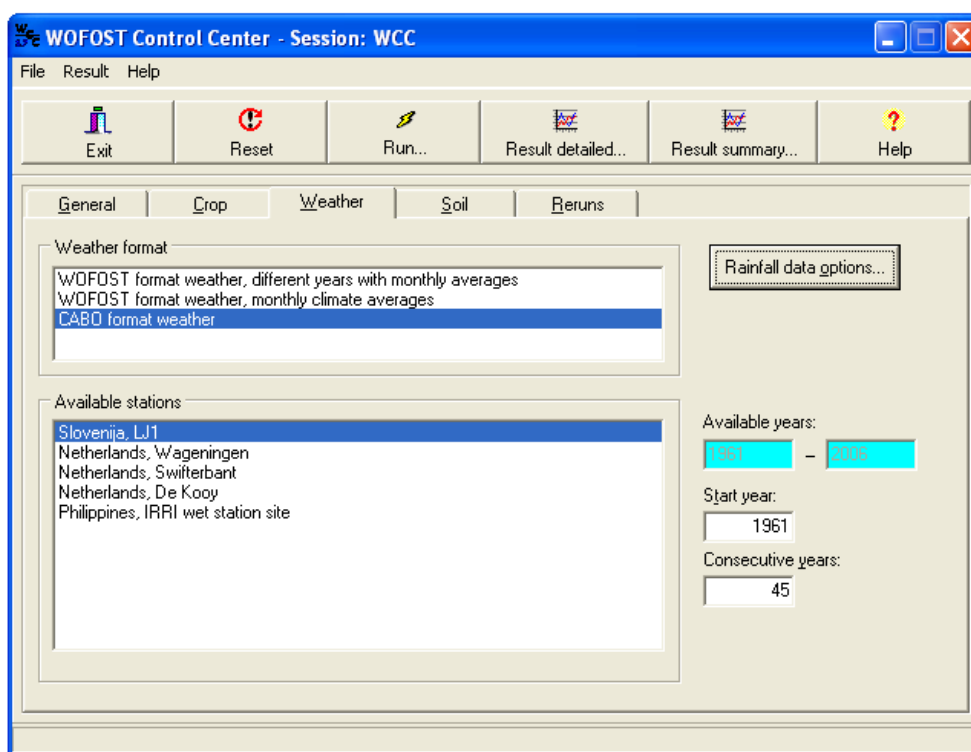 WOFOST Control Center - Session: WCC
File Result Help
Exit Reset Run... Result detailed... Result summary... Help
General Crop Weather Soil Reruns
Weather format
WOFOST format weather, different years with monthly averages
WOFOST format weather, monthly climate averages
CABO format weather
Rainfall data options...
Available stations
Slovenija, LJ1
Netherlands, Wageningen
Netherlands, Swifterbant
Netherlands, De Kooy
Philippines, IRRI wet station site
Available years:
1961 – 2006
Start year:
1961
Consecutive years:
45